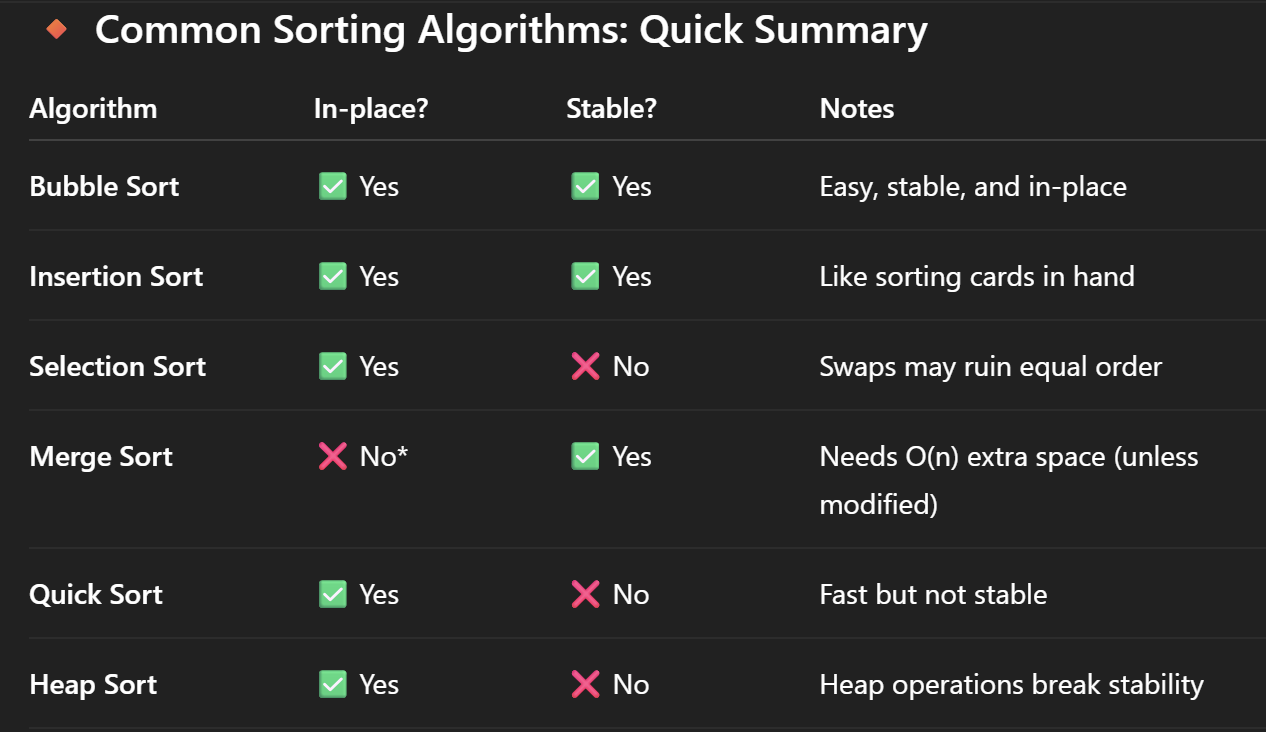 🔸 Common Sorting Algorithms: Quick Summary
Algorithm In-place? Stable? Notes
Bubble Sort ✅ Yes ✅ Yes Easy, stable, and in-place
Insertion Sort ✅ Yes ✅ Yes Like sorting cards in hand
Selection Sort ✅ Yes ❌ No Swaps may ruin equal order
Merge Sort ❌ No* ✅ Yes Needs O(n) extra space (unless
modified)
Quick Sort ✅ Yes ❌ No Fast but not stable
Heap Sort ✅ Yes ❌ No Heap operations break stability